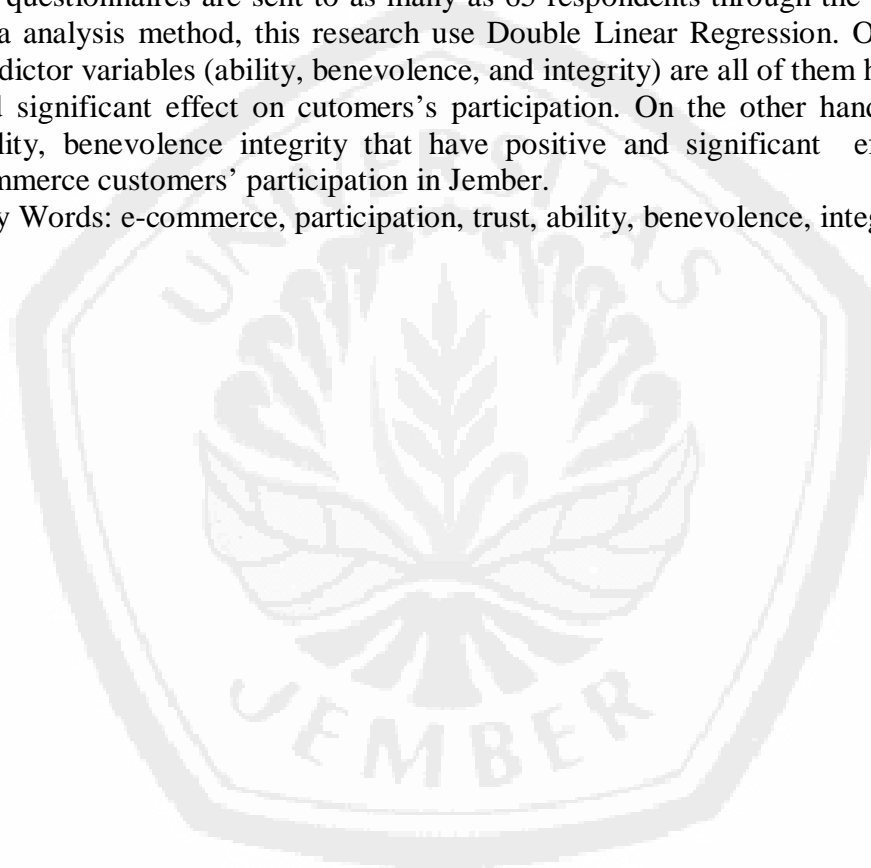 questionnaires are sent to as many as 65 respondents through the
a analysis method, this research use Double Linear Regression. O
dictor variables (ability, benevolence, and integrity) are all of them h
significant effect on cutomers's participation. On the other hand
lity, benevolence integrity that have positive and significant ef
mmerce customers' participation in Jember.
y Words: e-commerce, participation, trust, ability, benevolence, integ
UNIVERSITAS
JEMBER